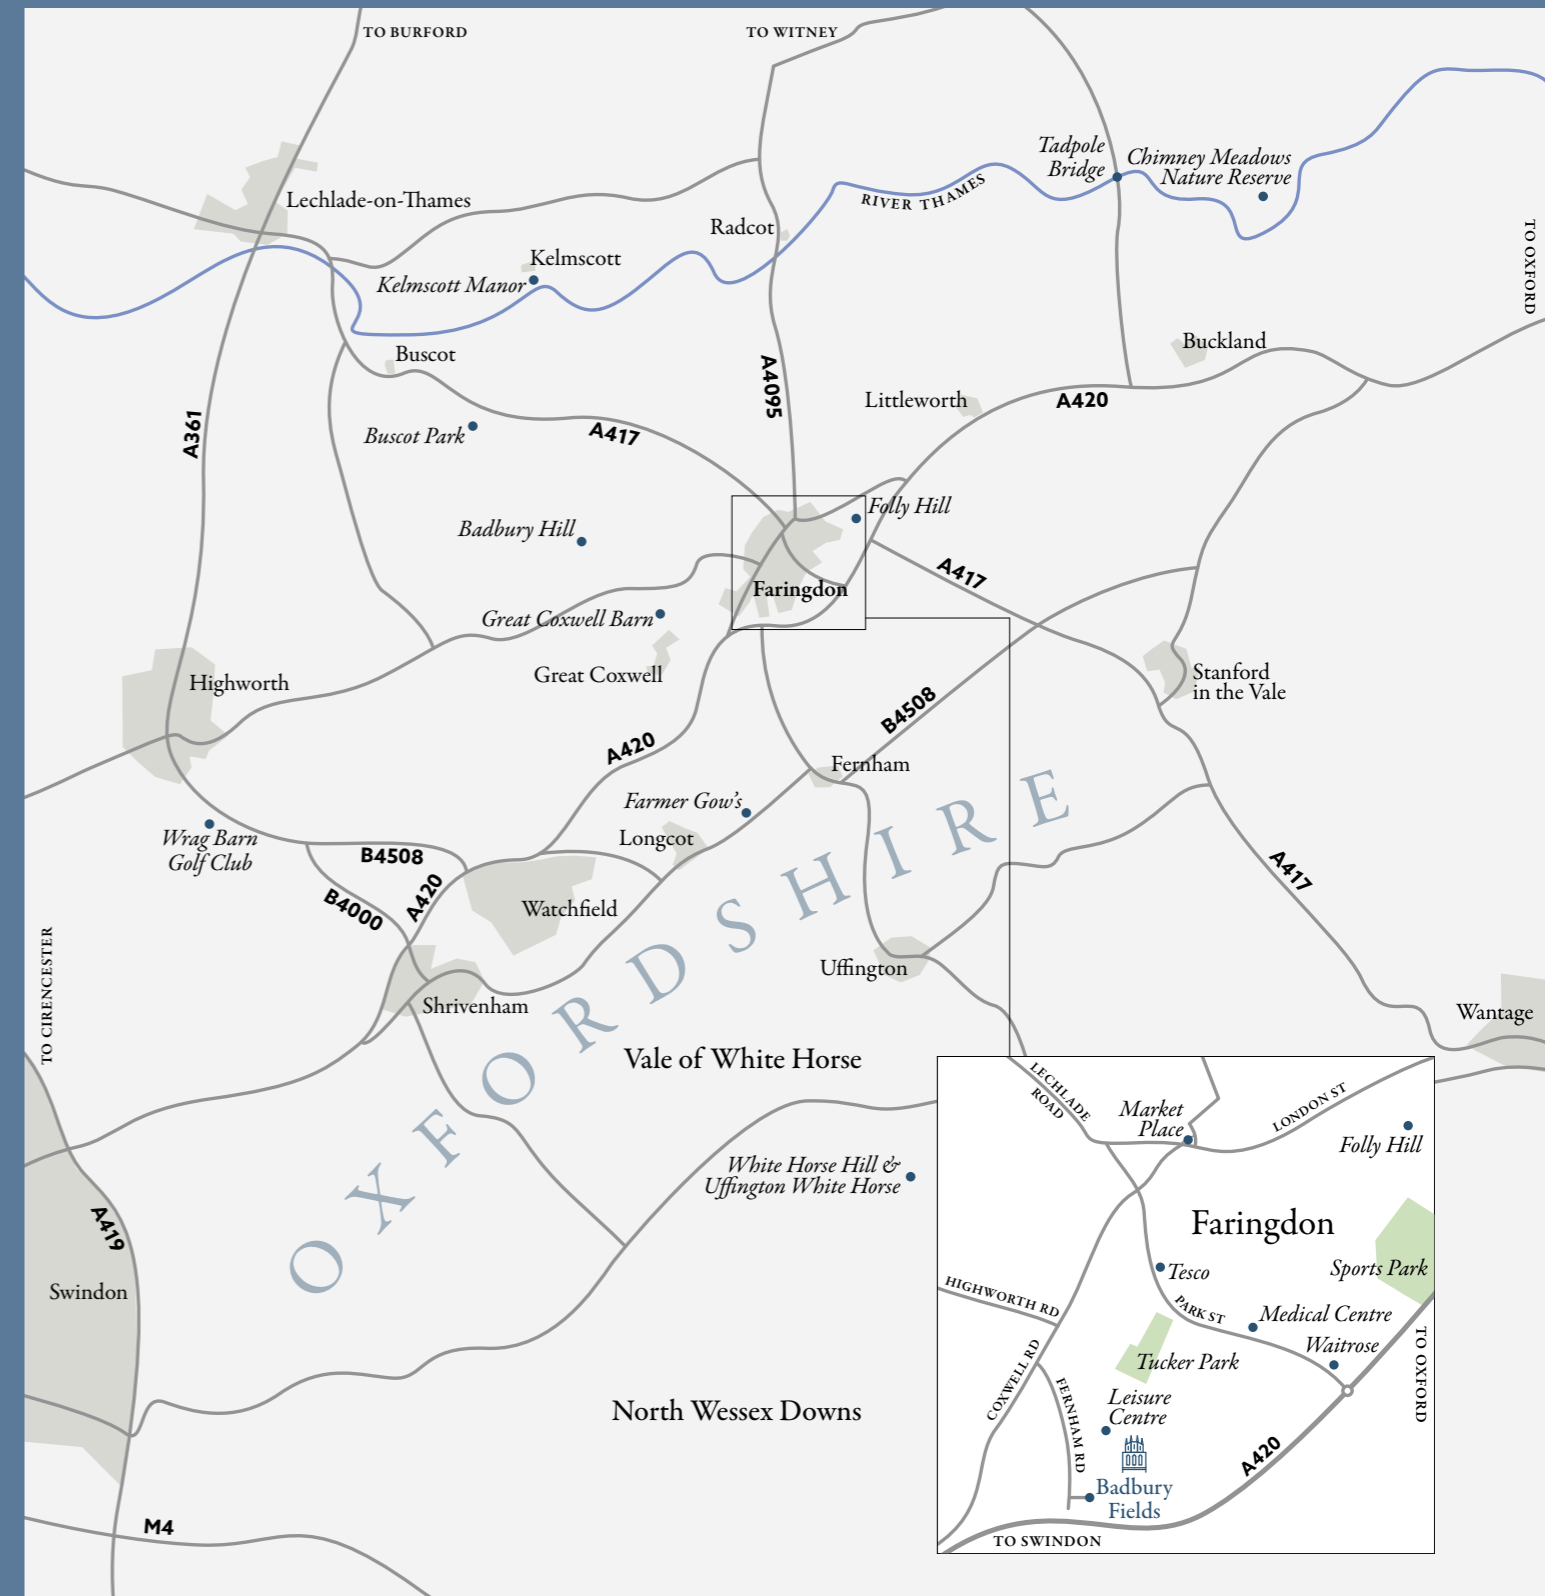 TO BURFORD
TO WITNEY
Tadpole
Bridge
Chimney Meadows
Nature Reserve
Lechlade-on-Thames
RIVER THAMES
Radcot
TO OXFORD
Kelmscott
Kelmscott Manor
Buscot
Buckland
A4095
Littleworth
A420
A361
Buscot Park
A417
Folly Hill
Badbury Hill
A417
Faringdon
Great Coxwell Barn
Great Coxwell
Highworth
Stanford
in the Vale
B4508
A420
Fernham
Farmer Gow's
Longcot
Wrag Barn
Golf Club
B4508
A420
B4000
Watchfield
A417
Uffington
TO CIRENCESTER
Shrivenham
Wantage
OXFORDSHIRE
Vale of White Horse
White Horse Hill &
Uffington White Horse
A419
Swindon
North Wessex Downs
M4
LECHLADE
ROAD
Market
Place
LONDON ST
Folly Hill
Faringdon
Sports Park
Tesco
HIGHWORTH RD
PARK ST
Medical Centre
Waitrose
TO OXFORD
Tucker Park
COXWELL RD
FERNHAM RD
Leisure
Centre
A420
Badbury
Fields
TO SWINDON